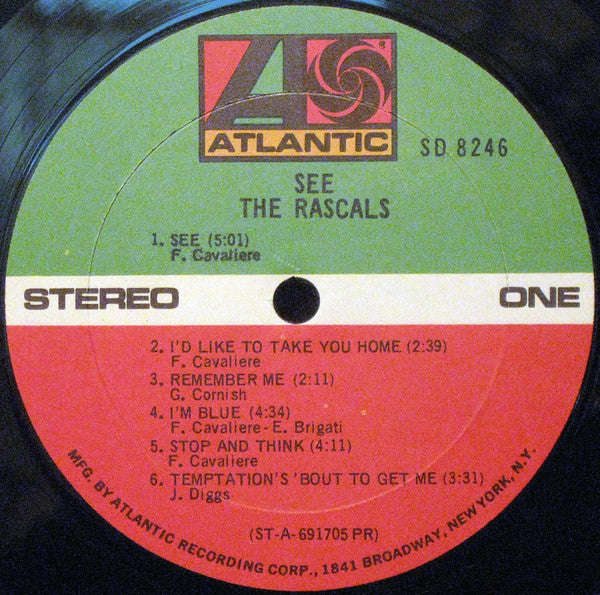 ATLANTIC
®
SD 8246
SEE
THE RASCALS
1. SEE (5:01)
F. Cavaliere
STEREO ONE
2. I'D LIKE TO TAKE YOU HOME (2:39)
F. Cavaliere
3. REMEMBER ME (2:11)
G. Cornish
4. I'M BLUE (4:34)
F. Cavaliere - E. Brigati
5. STOP AND THINK (4:11)
F. Cavaliere
6. TEMPTATION'S 'BOUT TO GET ME (3:31)
J. Diggs
(ST-A-691705 PR)
MFG. BY ATLANTIC RECORDING CORP., 1841 BROADWAY, NEW YORK, N.Y.